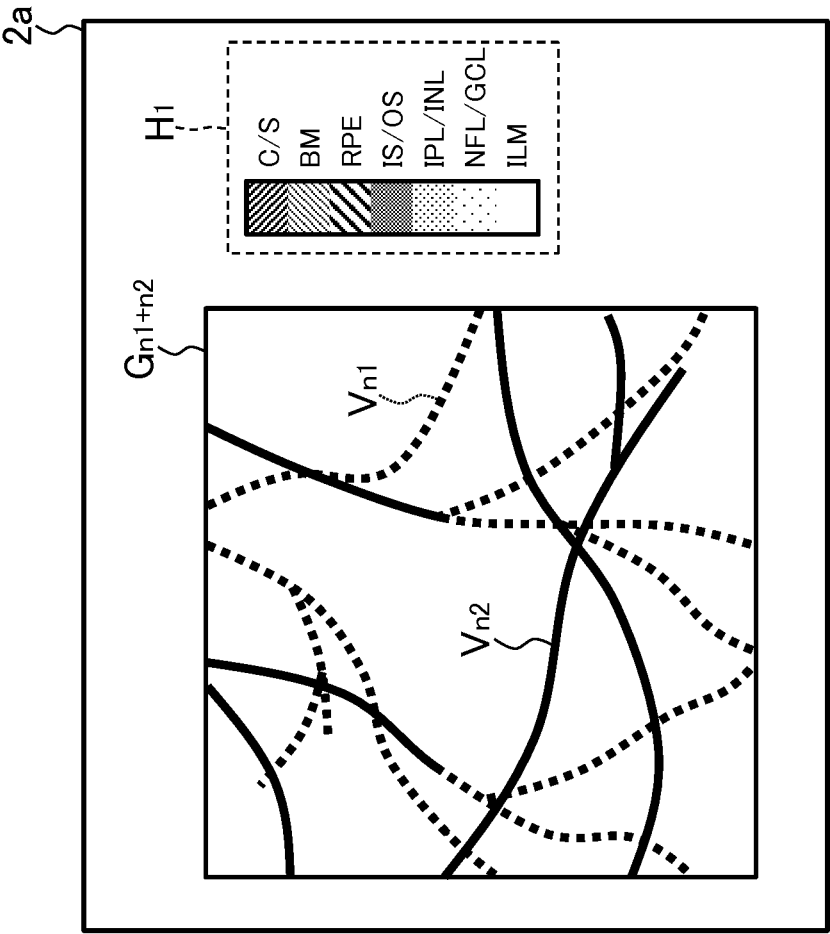 2a
H1
C/S
BM
RPE
IS/OS
IPL/INL
NFL/GCL
ILM
Gn1+n2
Vn1
Vn2